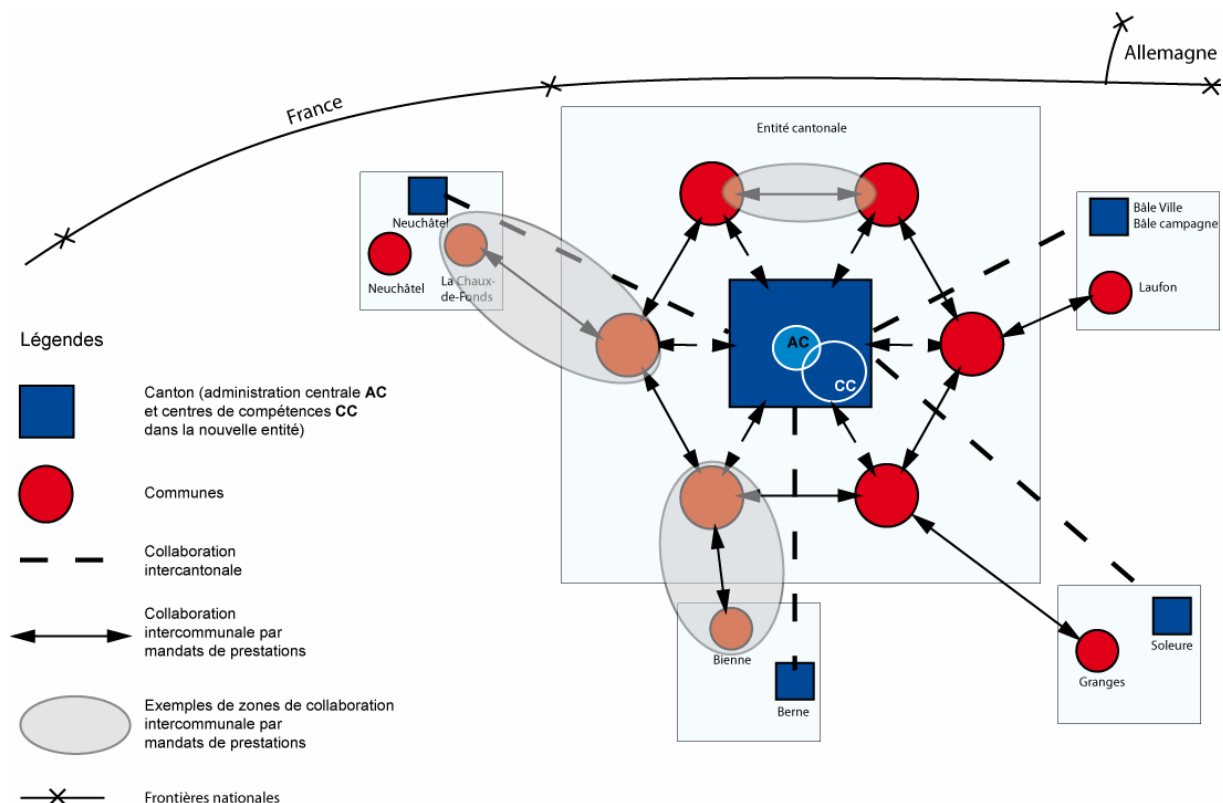 Allemagne
France
Entité cantonale
Neuchâtel
Neuchâtel
La Chaux-
de-Fonds
Bâle Ville
Bâle campagne
Laufon
AC
CC
Légendes
Canton (administration centrale AC
et centres de compétences CC
dans la nouvelle entité)
Communes
Collaboration
intercantonale
Collaboration
intercommunale par
mandats de prestations
Exemples de zones de collaboration
intercommunale par
mandats de prestations
Frontières nationales
Bienne
Berne
Granges
Soleure